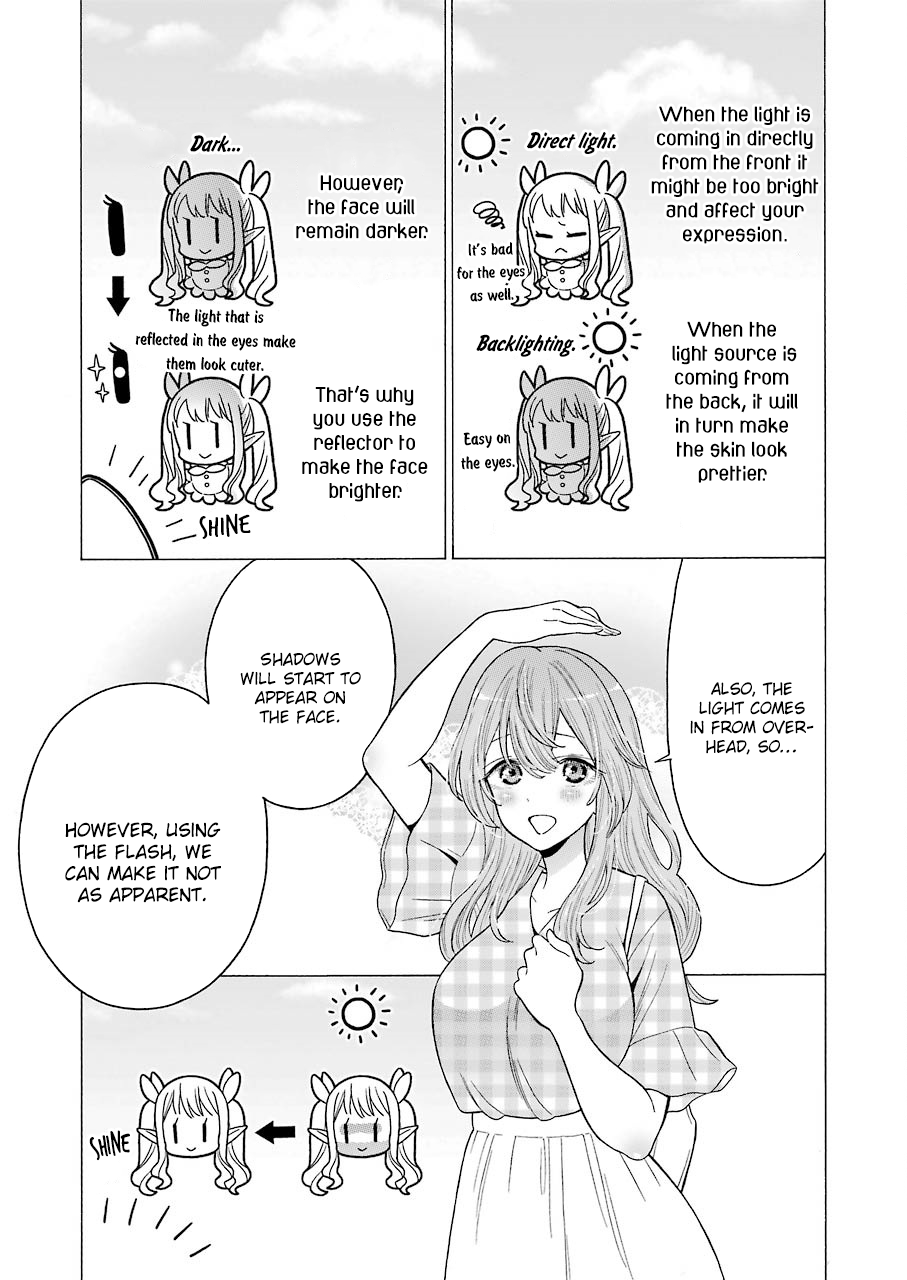 When the light is
coming in directly
from the front it
might be too bright
and affect your
expression.
Direct light.
It's bad
for the eyes
as well.
When the
light source is
coming from
the back, it will
in turn make
the skin look
prettier.
Backlighting.
Easy on
the eyes.
However,
the face will
remain darker.
Dark...
The light that is
reflected in the eyes make
them look cuter.
That's why
you use the
reflector to
make the face
brighter.
SHINE
ALSO, THE
LIGHT COMES
IN FROM OVER-
HEAD, SO...
SHADOWS
WILL START TO
APPEAR ON
THE FACE.
HOWEVER, USING
THE FLASH, WE
CAN MAKE IT NOT
AS APPARENT.
SHINE